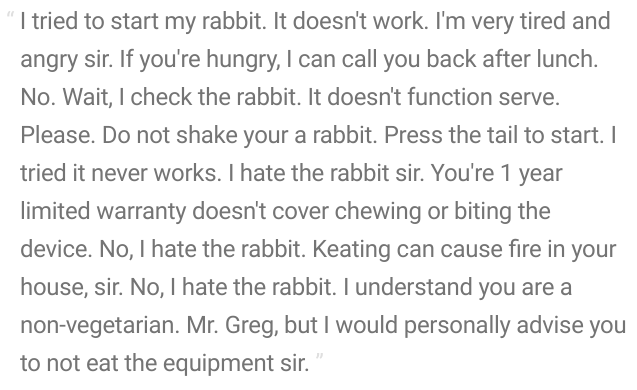 “ I tried to start my rabbit. It doesn't work. I'm very tired and
angry sir. If you're hungry, I can call you back after lunch.
No. Wait, I check the rabbit. It doesn't function serve.
Please. Do not shake your a rabbit. Press the tail to start. I
tried it never works. I hate the rabbit sir. You're 1 year
limited warranty doesn't cover chewing or biting the
device. No, I hate the rabbit. Keating can cause fire in your
house, sir. No, I hate the rabbit. I understand you are a
non-vegetarian. Mr. Greg, but I would personally advise you
to not eat the equipment sir. ”